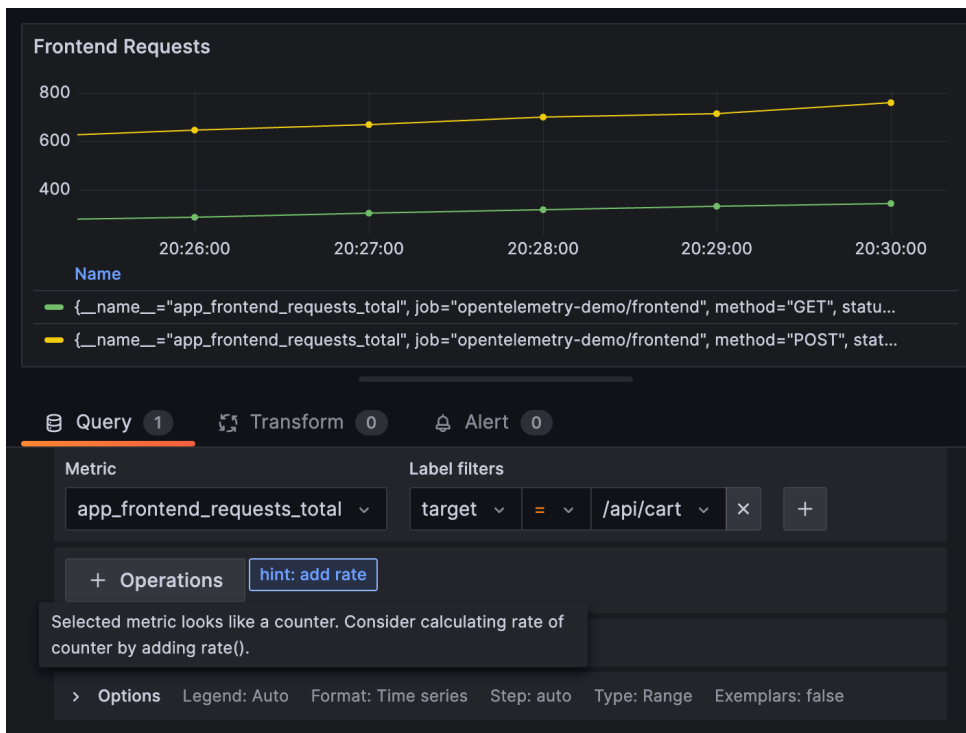 Frontend Requests
800
600
400
20:26:00 20:27:00 20:28:00 20:29:00 20:30:00
Name
{__name__="app_frontend_requests_total", job="opentelemetry-demo/frontend", method="GET", statu...
{__name__="app_frontend_requests_total", job="opentelemetry-demo/frontend", method="POST", stat...
Query 1 Transform 0 Alert 0
Metric Label filters
app_frontend_requests_total target = /api/cart × +
+ Operations hint: add rate
Selected metric looks like a counter. Consider calculating rate of
counter by adding rate().
Options Legend: Auto Format: Time series Step: auto Type: Range Exemplars: false